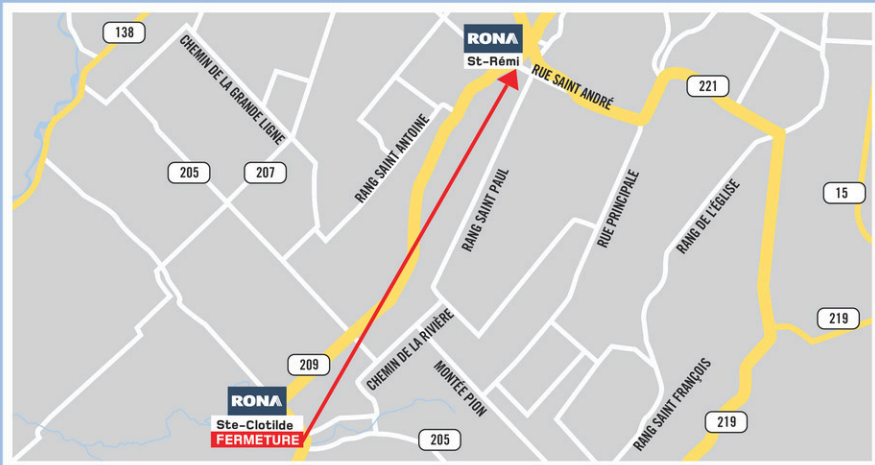 138
RONA
St-Rémi
CHEMIN DE LA GRANDE LIGNE
RUE SAINT ANDRÉ
221
RANG SAINT ANTOINE
205
207
RANG SAINT PAUL
RUE PRINCIPALE
RANG DE L'ÉGLISE
15
219
CHEMIN DE LA RIVIÈRE
209
MONTÉE PION
RANG SAINT FRANÇOIS
RONA
Ste-Clotilde
FERMETURE
205
219